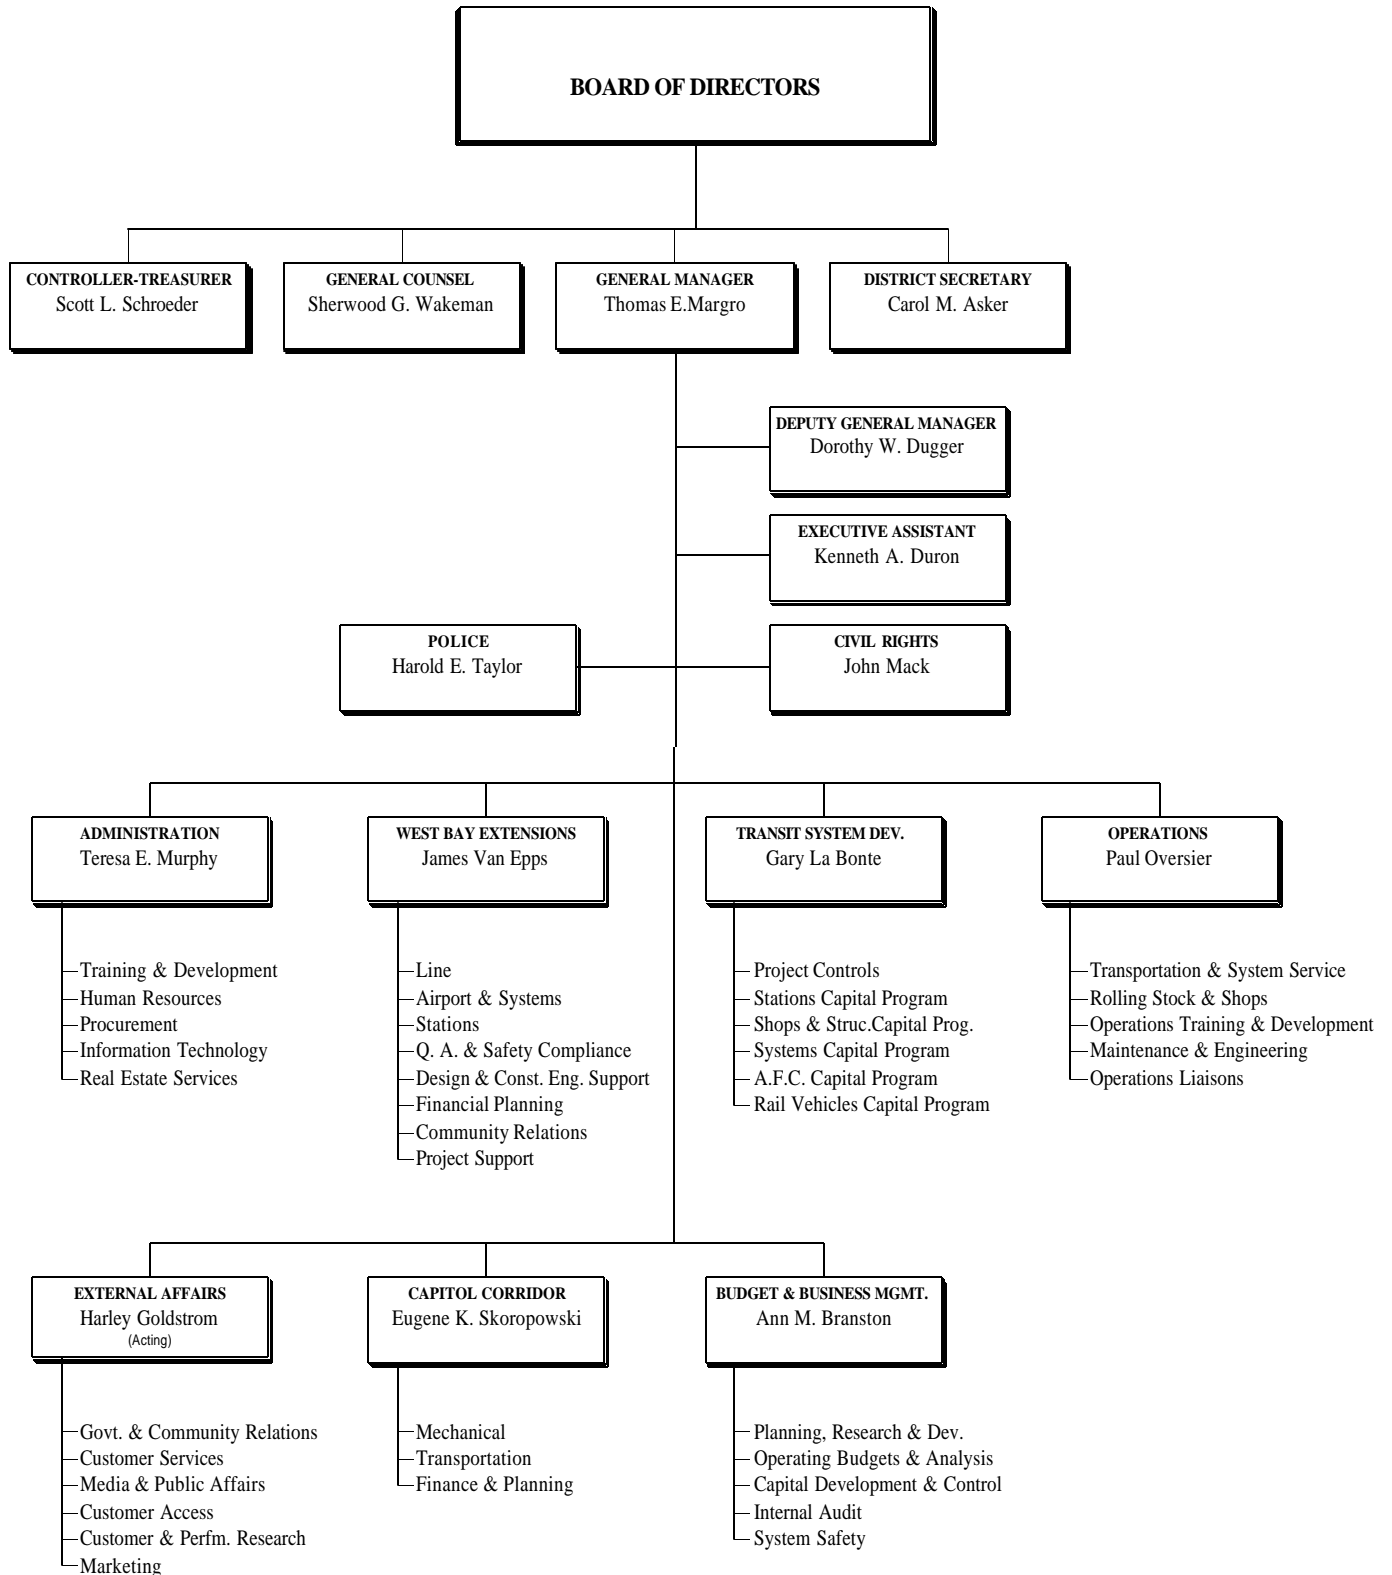 BOARD OF DIRECTORS
CONTROLLER-TREASURER
Scott L. Schroeder
GENERAL COUNSEL
Sherwood G. Wakeman
GENERAL MANAGER
Thomas E.Margro
DISTRICT SECRETARY
Carol M. Asker
DEPUTY GENERAL MANAGER
Dorothy W. Dugger
EXECUTIVE ASSISTANT
Kenneth A. Duron
POLICE
Harold E. Taylor
CIVIL RIGHTS
John Mack
ADMINISTRATION
Teresa E. Murphy
Training & Development
Human Resources
Procurement
Information Technology
Real Estate Services
WEST BAY EXTENSIONS
James Van Epps
Line
Airport & Systems
Stations
Q. A. & Safety Compliance
Design & Const. Eng. Support
Financial Planning
Community Relations
Project Support
TRANSIT SYSTEM DEV.
Gary La Bonte
Project Controls
Stations Capital Program
Shops & Struc.Capital Prog.
Systems Capital Program
A.F.C. Capital Program
Rail Vehicles Capital Program
OPERATIONS
Paul Oversier
Transportation & System Service
Rolling Stock & Shops
Operations Training & Development
Maintenance & Engineering
Operations Liaisons
EXTERNAL AFFAIRS
Harley Goldstrom
(Acting)
Govt. & Community Relations
Customer Services
Media & Public Affairs
Customer Access
Customer & Perfm. Research
Marketing
CAPITOL CORRIDOR
Eugene K. Skoropowski
Mechanical
Transportation
Finance & Planning
BUDGET & BUSINESS MGMT.
Ann M. Branston
Planning, Research & Dev.
Operating Budgets & Analysis
Capital Development & Control
Internal Audit
System Safety